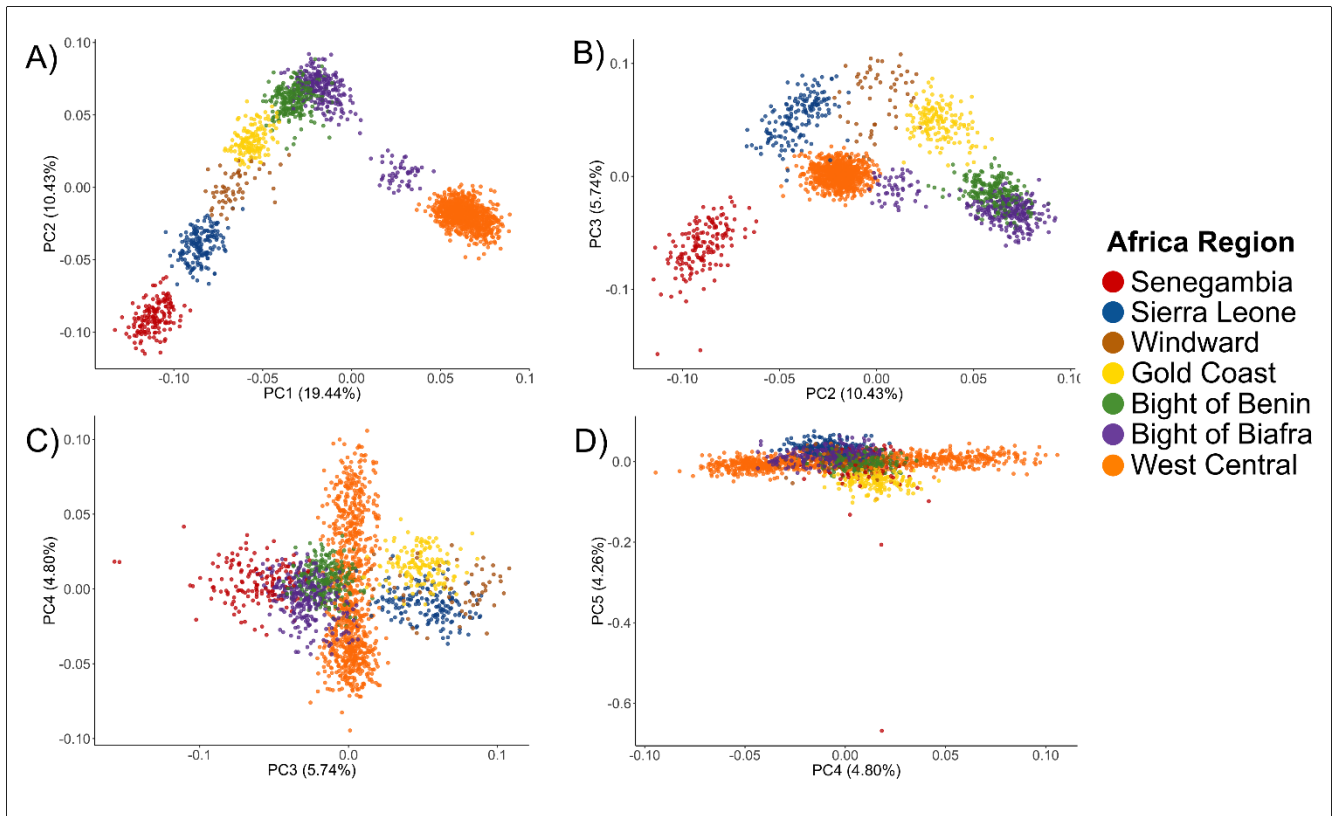 A)
0.10
0.05
0.00
-0.05
-0.10
PC2 (10.43%)
-0.10
-0.05
0.00
0.05
0.1
PC1 (19.44%)
B)
0.1
0.0
-0.1
PC3 (5.74%)
-0.10
-0.05
0.00
0.05
0.10
PC2 (10.43%)
C)
0.10
0.05
0.00
-0.05
-0.10
PC4 (4.80%)
-0.1
0.0
0.1
PC3 (5.74%)
D)
0.0
-0.2
-0.4
-0.6
PC5 (4.26%)
-0.10
-0.05
0.00
0.05
0.10
PC4 (4.80%)
Africa Region
Senegambia
Sierra Leone
Windward
Gold Coast
Bight of Benin
Bight of Biafra
West Central